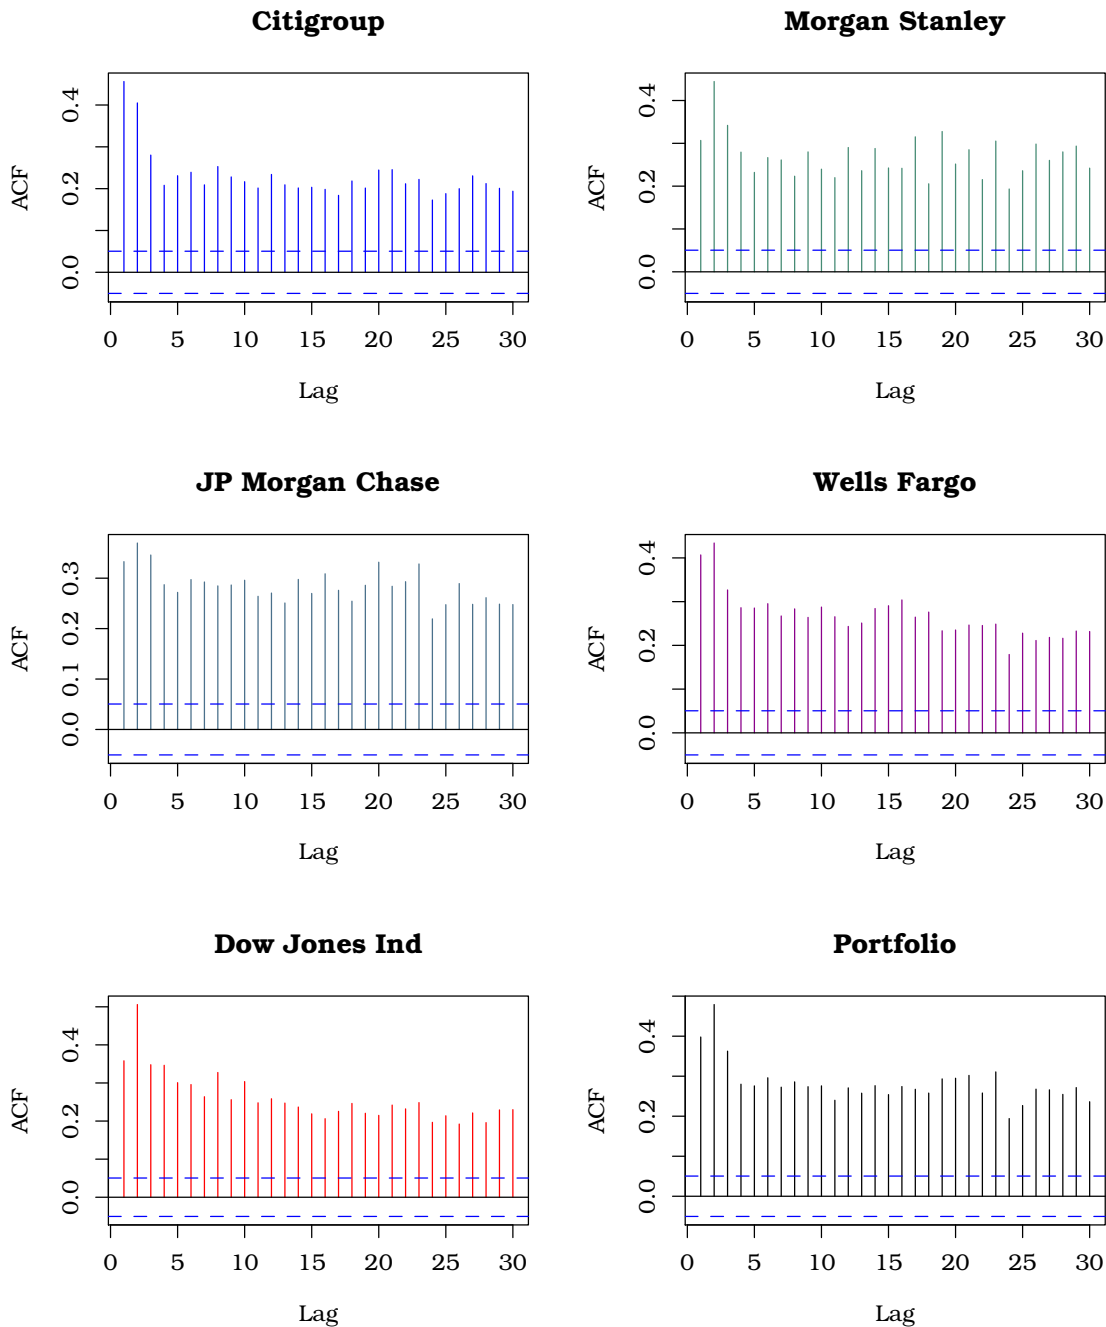 Citigroup
ACF
0.0 0.2 0.4
0 5 10 15 20 25 30
Lag
Morgan Stanley
ACF
0.0 0.2 0.4
0 5 10 15 20 25 30
Lag
JP Morgan Chase
ACF
0.0 0.1 0.2 0.3
0 5 10 15 20 25 30
Lag
Wells Fargo
ACF
0.0 0.2 0.4
0 5 10 15 20 25 30
Lag
Dow Jones Ind
ACF
0.0 0.2 0.4
0 5 10 15 20 25 30
Lag
Portfolio
ACF
0.0 0.2 0.4
0 5 10 15 20 25 30
Lag